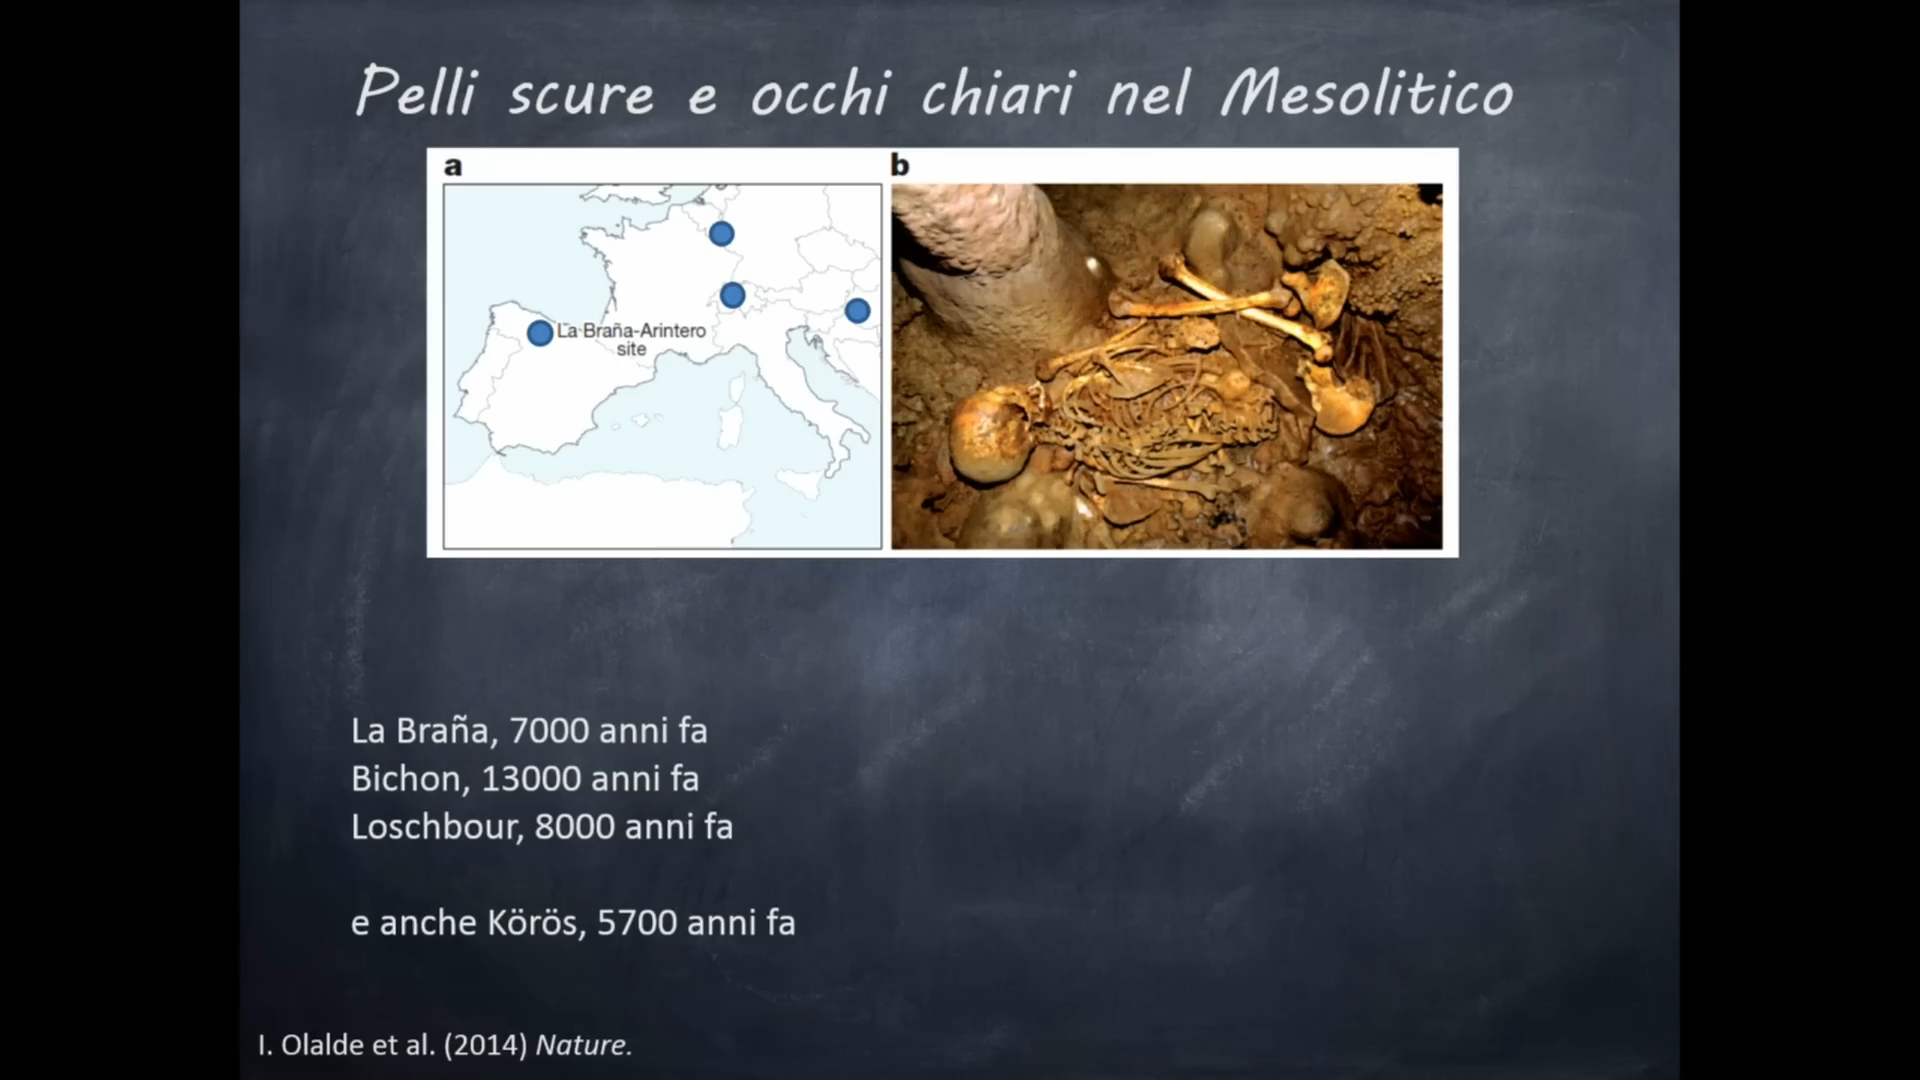 Pelli scure e occhi chiari nel Mesolitico
a
b
La Braña-Arintero
site
La Braña, 7000 anni fa
Bichon, 13000 anni fa
Loschbour, 8000 anni fa
e anche Körös, 5700 anni fa
I. Olalde et al. (2014) Nature.